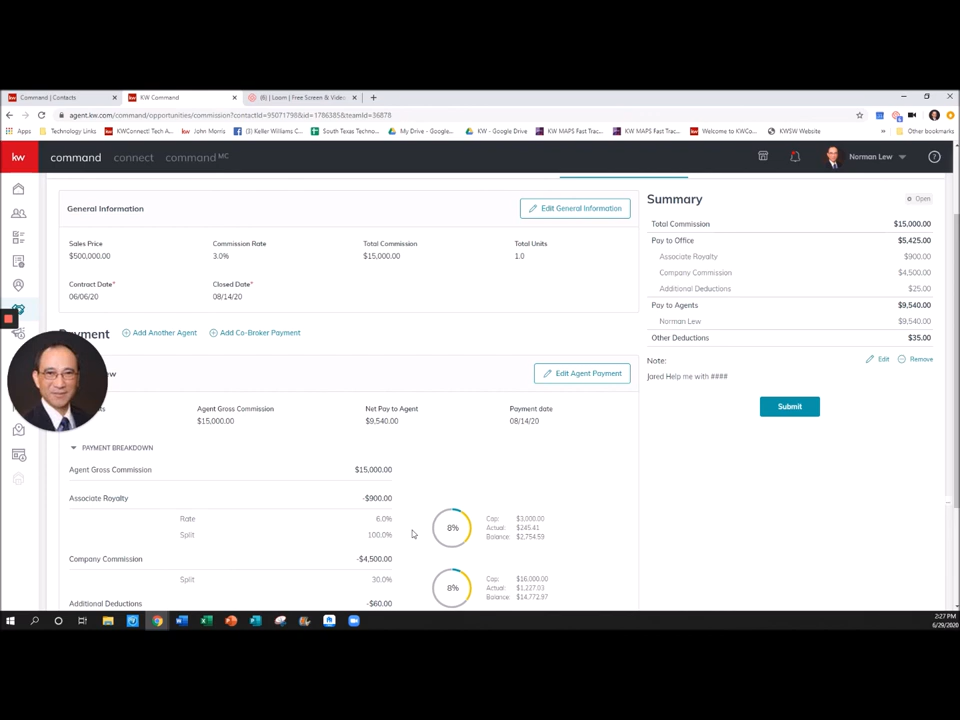 Command | Contacts
KW Command
(6) | Loom | Free Screen & Vide
agent.kw.com/command/opportunities/commission?contactId=95071798&id=1786385&teamId=36878
Apps Technology Links KWConnect! Tech A... John Morris (3) Keller Williams C... South Texas Techno... My Drive - Google... KW - Google Drive KW MAPS Fast Trac... KW MAPS Fast Trac... Welcome to KWCo... KWSW Website » Other bookmarks
kw command connect command MC Norman Lew
General Information
Edit General Information
Sales Price Commission Rate Total Commission Total Units
$500,000.00 3.0% $15,000.00 1.0
Contract Date* Closed Date*
06/06/20 08/14/20
Payment Add Another Agent Add Co-Broker Payment
ew
Edit Agent Payment
Agent Gross Commission Net Pay to Agent Payment date
$15,000.00 $9,540.00 08/14/20
PAYMENT BREAKDOWN
Agent Gross Commission $15,000.00
Associate Royalty -$900.00
Rate 6.0%
Split 100.0%
8%
Cap: $3,000.00
Actual: $245.41
Balance: $2,754.59
Company Commission -$4,500.00
Split 30.0%
8%
Cap: $16,000.00
Actual: $1,227.03
Balance: $14,772.97
Additional Deductions -$60.00
Summary Open
Total Commission $15,000.00
Pay to Office $5,425.00
Associate Royalty $900.00
Company Commission $4,500.00
Additional Deductions $25.00
Pay to Agents $9,540.00
Norman Lew $9,540.00
Other Deductions $35.00
Note: Edit Remove
Jared Help me with ####
Submit
2:27 PM
6/29/2020